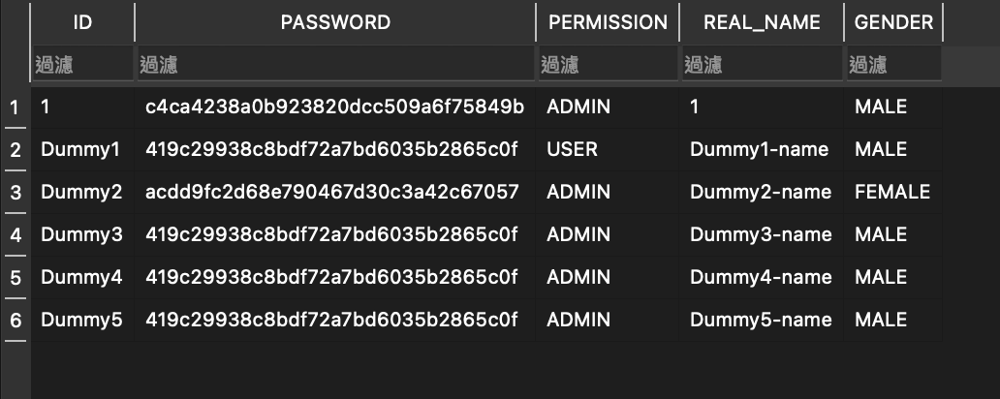 ID PASSWORD PERMISSION REAL_NAME GENDER
過濾 過濾 過濾 過濾 過濾
1 1 c4ca4238a0b923820dcc509a6f75849b ADMIN 1 MALE
2 Dummy1 419c29938c8bdf72a7bd6035b2865c0f USER Dummy1-name MALE
3 Dummy2 acdd9fc2d68e790467d30c3a42c67057 ADMIN Dummy2-name FEMALE
4 Dummy3 419c29938c8bdf72a7bd6035b2865c0f ADMIN Dummy3-name MALE
5 Dummy4 419c29938c8bdf72a7bd6035b2865c0f ADMIN Dummy4-name MALE
6 Dummy5 419c29938c8bdf72a7bd6035b2865c0f ADMIN Dummy5-name MALE